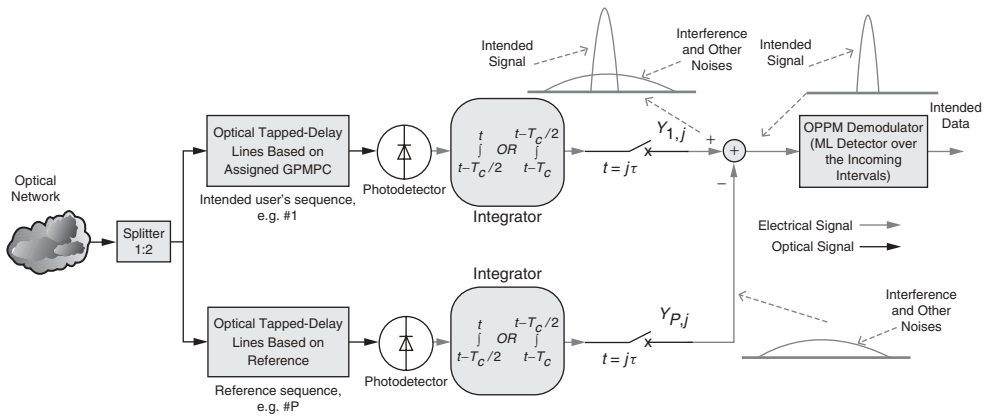 Optical
Network
Splitter
1:2
Optical Tapped-Delay
Lines Based on
Assigned GPMPC
Intended user's sequence,
e.g. #1
Photodetector
t t–Tc/2
∫ OR ∫
t–Tc/2 t–Tc
Integrator
t = jτ
Y1,j
+
+
–
Intended
Signal
Interference
and Other
Noises
Intended
Signal
OPPM Demodulator
(ML Detector over
the Incoming
Intervals)
Intended
Data
Electrical Signal
Optical Signal
Optical Tapped-Delay
Lines Based on
Reference
Reference sequence,
e.g. #P
Photodetector
Integrator
t t–Tc/2
∫ OR ∫
t–Tc/2 t–Tc
t = jτ
YP,j
Interference
and Other
Noises